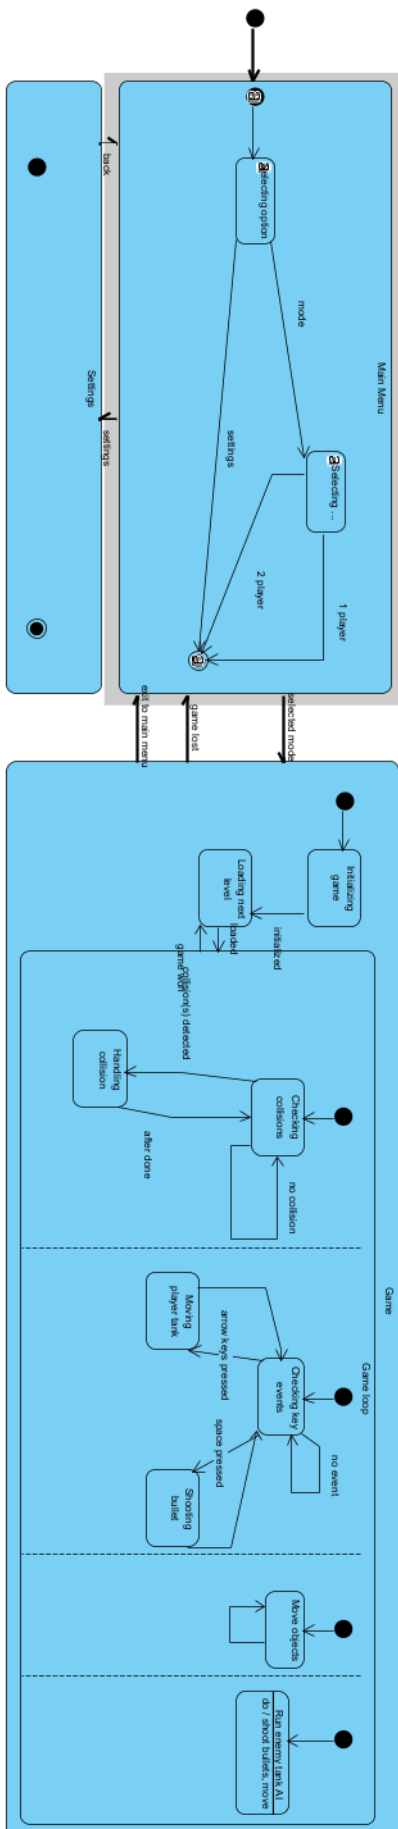 Main Menu
electing option
mode
Selecting ...
settings
2 player
1 player
Settings
back
settings
selected mode
game lost
exit to main menu
Game
Initializing
game
initialized
Loading next
level
loaded
game won
Game loop
Checking
collisions
no collision
collision(s) detected
Handling
collision
after done
Checking key
events
no event
arrow keys pressed
Moving
player tank
space pressed
Shooting
bullet
Move objects
Run enemy tank AI
do / shoot bullets, move